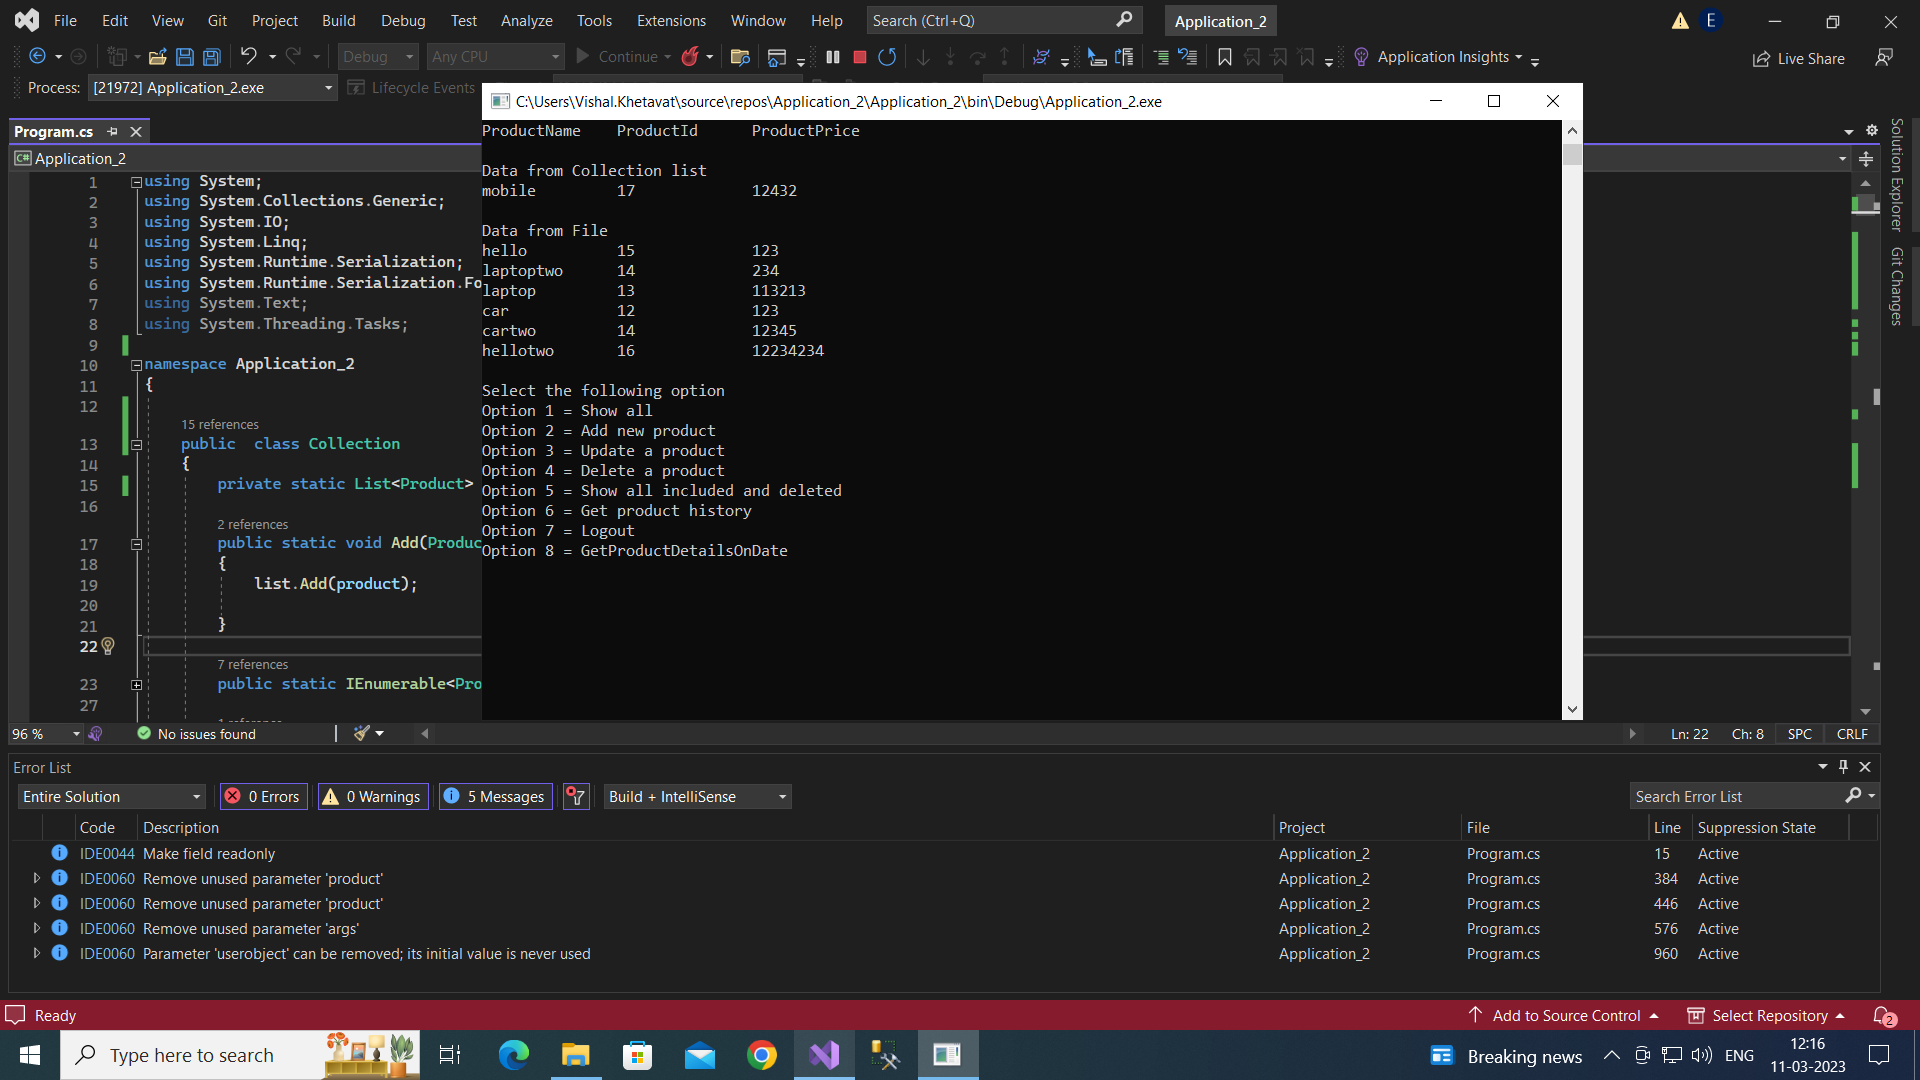 File Edit View Git Project Build Debug Test Analyze Tools Extensions Window Help Search (Ctrl+Q) Application_2 E
Debug Any CPU Continue Application Insights Live Share
Process: [21972] Application_2.exe Lifecycle Events
C:\Users\Vishal.Khetavat\source\repos\Application_2\Application_2\bin\Debug\Application_2.exe
Program.cs
C# Application_2
1 using System;
2 using System.Collections.Generic;
3 using System.IO;
4 using System.Linq;
5 using System.Runtime.Serialization;
6 using System.Runtime.Serialization.Fo
7 using System.Text;
8 using System.Threading.Tasks;
9
10 namespace Application_2
11 {
12
15 references
13 public class Collection
14 {
15 private static List<Product>
16
2 references
17 public static void Add(Produc
18 {
19 list.Add(product);
20
21 }
22
7 references
23 public static IEnumerable<Pro
27
ProductName ProductId ProductPrice
Data from Collection list
mobile 17 12432
Data from File
hello 15 123
laptoptwo 14 234
laptop 13 113213
car 12 123
cartwo 14 12345
hellotwo 16 12234234
Select the following option
Option 1 = Show all
Option 2 = Add new product
Option 3 = Update a product
Option 4 = Delete a product
Option 5 = Show all included and deleted
Option 6 = Get product history
Option 7 = Logout
Option 8 = GetProductDetailsOnDate
Solution Explorer
Git Changes
96 % No issues found Ln: 22 Ch: 8 SPC CRLF
Error List
Entire Solution 0 Errors 0 Warnings 5 Messages Build + IntelliSense Search Error List
Code Description Project File Line Suppression State
IDE0044 Make field readonly Application_2 Program.cs 15 Active
IDE0060 Remove unused parameter 'product' Application_2 Program.cs 384 Active
IDE0060 Remove unused parameter 'product' Application_2 Program.cs 446 Active
IDE0060 Remove unused parameter 'args' Application_2 Program.cs 576 Active
IDE0060 Parameter 'userobject' can be removed; its initial value is never used Application_2 Program.cs 960 Active
Ready Add to Source Control Select Repository 2
Type here to search Breaking news ENG 12:16
11-03-2023